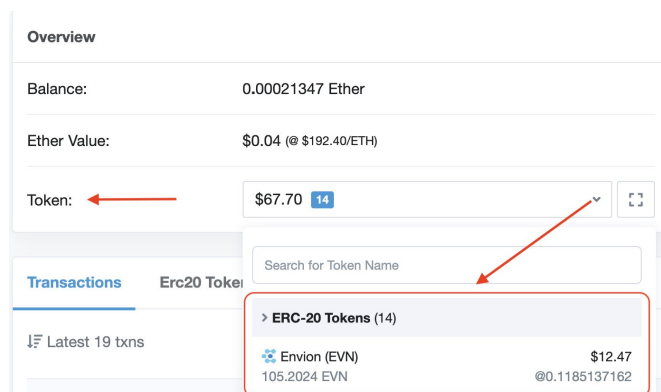 Overview
Balance: 0.00021347 Ether
Ether Value: $0.04 (@ $192.40/ETH)
Token: $67.70 14
Search for Token Name
Transactions Erc20 Token
ERC-20 Tokens (14)
Latest 19 txns
Envion (EVN) $12.47
105.2024 EVN @0.1185137162